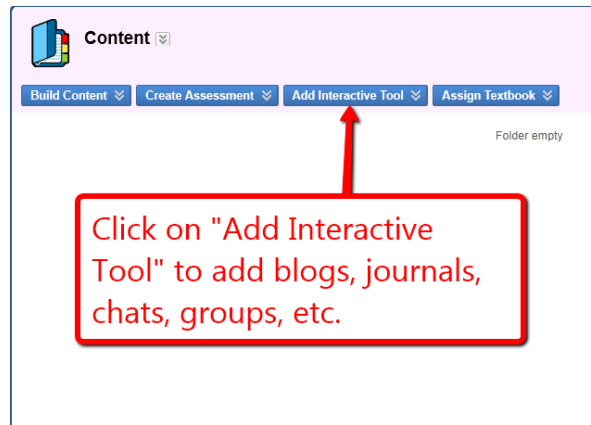 Content
Build Content Create Assessment Add Interactive Tool Assign Textbook
Folder empty
Click on "Add Interactive
Tool" to add blogs, journals,
chats, groups, etc.